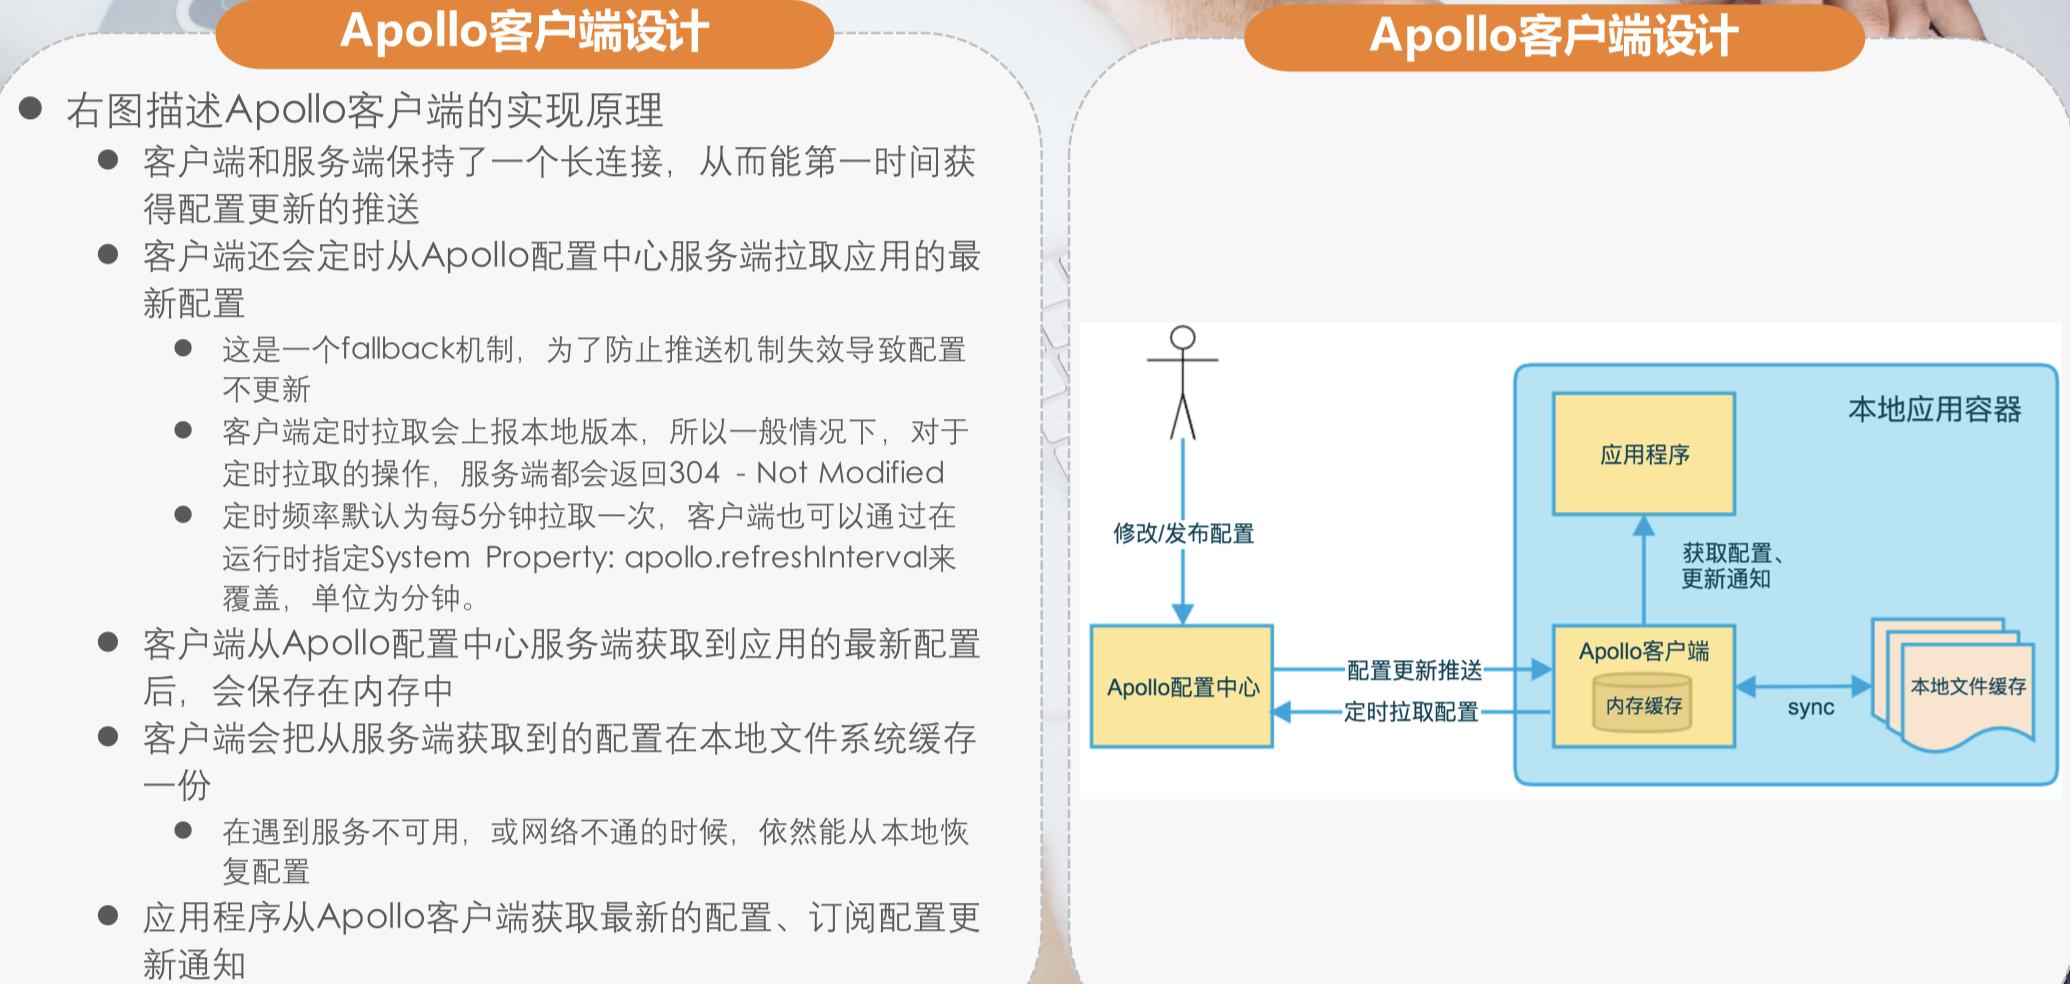 Apollo客户端设计
右图描述Apollo客户端的实现原理
客户端和服务端保持了一个长连接，从而能第一时间获
得配置更新的推送
客户端还会定时从Apollo配置中心服务端拉取应用的最
新配置
这是一个fallback机制，为了防止推送机制失效导致配置
不更新
客户端定时拉取会上报本地版本，所以一般情况下，对于
定时拉取的操作，服务端都会返回304 - Not Modified
定时频率默认为每5分钟拉取一次，客户端也可以通过在
运行时指定System Property: apollo.refreshInterval来
覆盖，单位为分钟。
客户端从Apollo配置中心服务端获取到应用的最新配置
后，会保存在内存中
客户端会把从服务端获取到的配置在本地文件系统缓存
一份
在遇到服务不可用，或网络不通的时候，依然能从本地恢
复配置
应用程序从Apollo客户端获取最新的配置、订阅配置更
新通知
Apollo客户端设计
本地应用容器
应用程序
修改/发布配置
获取配置、
更新通知
Apollo配置中心
配置更新推送
定时拉取配置
Apollo客户端
内存缓存
sync
本地文件缓存